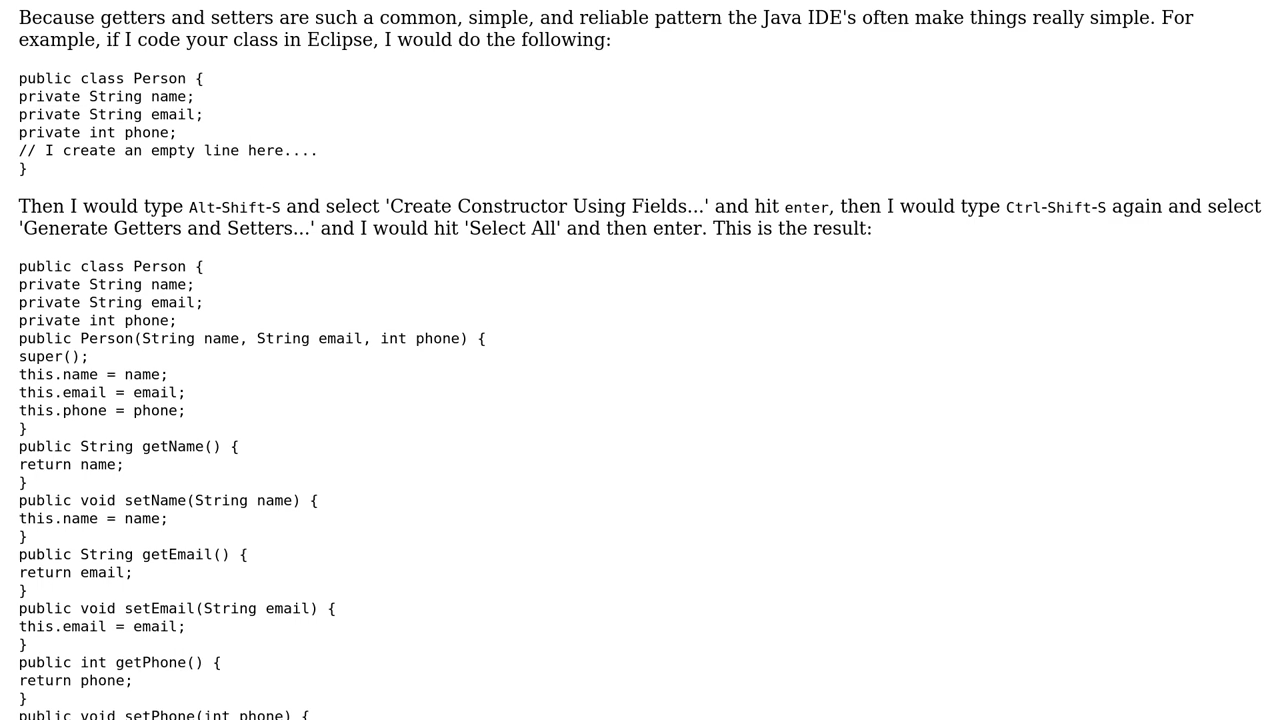 Because getters and setters are such a common, simple, and reliable pattern the Java IDE's often make things really simple. For
example, if I code your class in Eclipse, I would do the following:
public class Person {
private String name;
private String email;
private int phone;
// I create an empty line here....
}
Then I would type Alt-Shift-S and select 'Create Constructor Using Fields...' and hit enter, then I would type Ctrl-Shift-S again and select
'Generate Getters and Setters...' and I would hit 'Select All' and then enter. This is the result:
public class Person {
private String name;
private String email;
private int phone;
public Person(String name, String email, int phone) {
super();
this.name = name;
this.email = email;
this.phone = phone;
}
public String getName() {
return name;
}
public void setName(String name) {
this.name = name;
}
public String getEmail() {
return email;
}
public void setEmail(String email) {
this.email = email;
}
public int getPhone() {
return phone;
}
public void setPhone(int phone) {